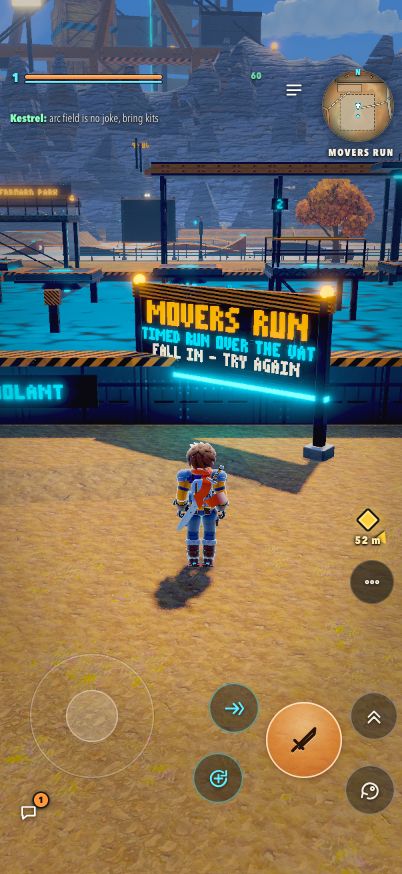 1
60
Kestrel: arc field is no joke, bring kits
N
MOVERS RUN
2
MOVERS RUN
TIMED RUN OVER THE VAT
FALL IN - TRY AGAIN
OLANT
52 m
1